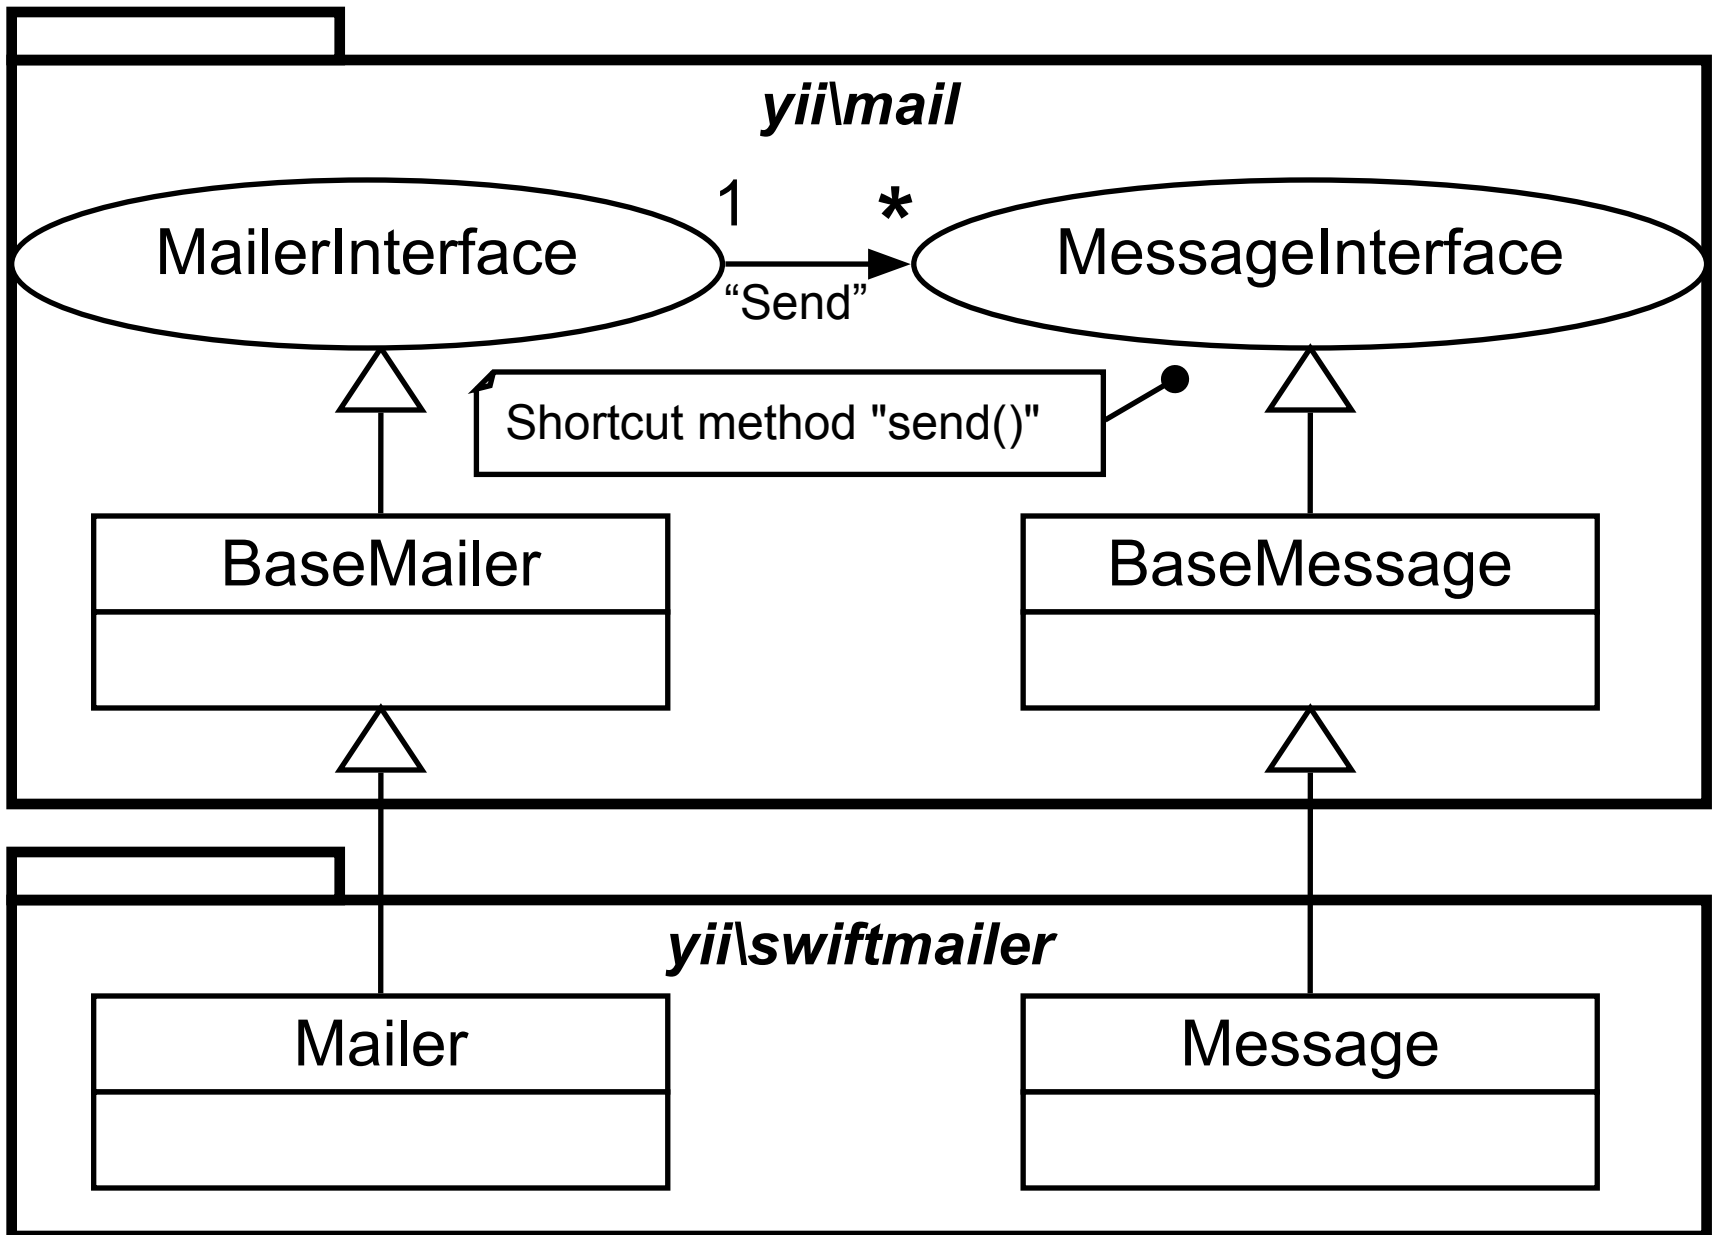 yii\mail
MailerInterface
1
*
“Send”
MessageInterface
Shortcut method "send()"
BaseMailer
BaseMessage
yii\swiftmailer
Mailer
Message